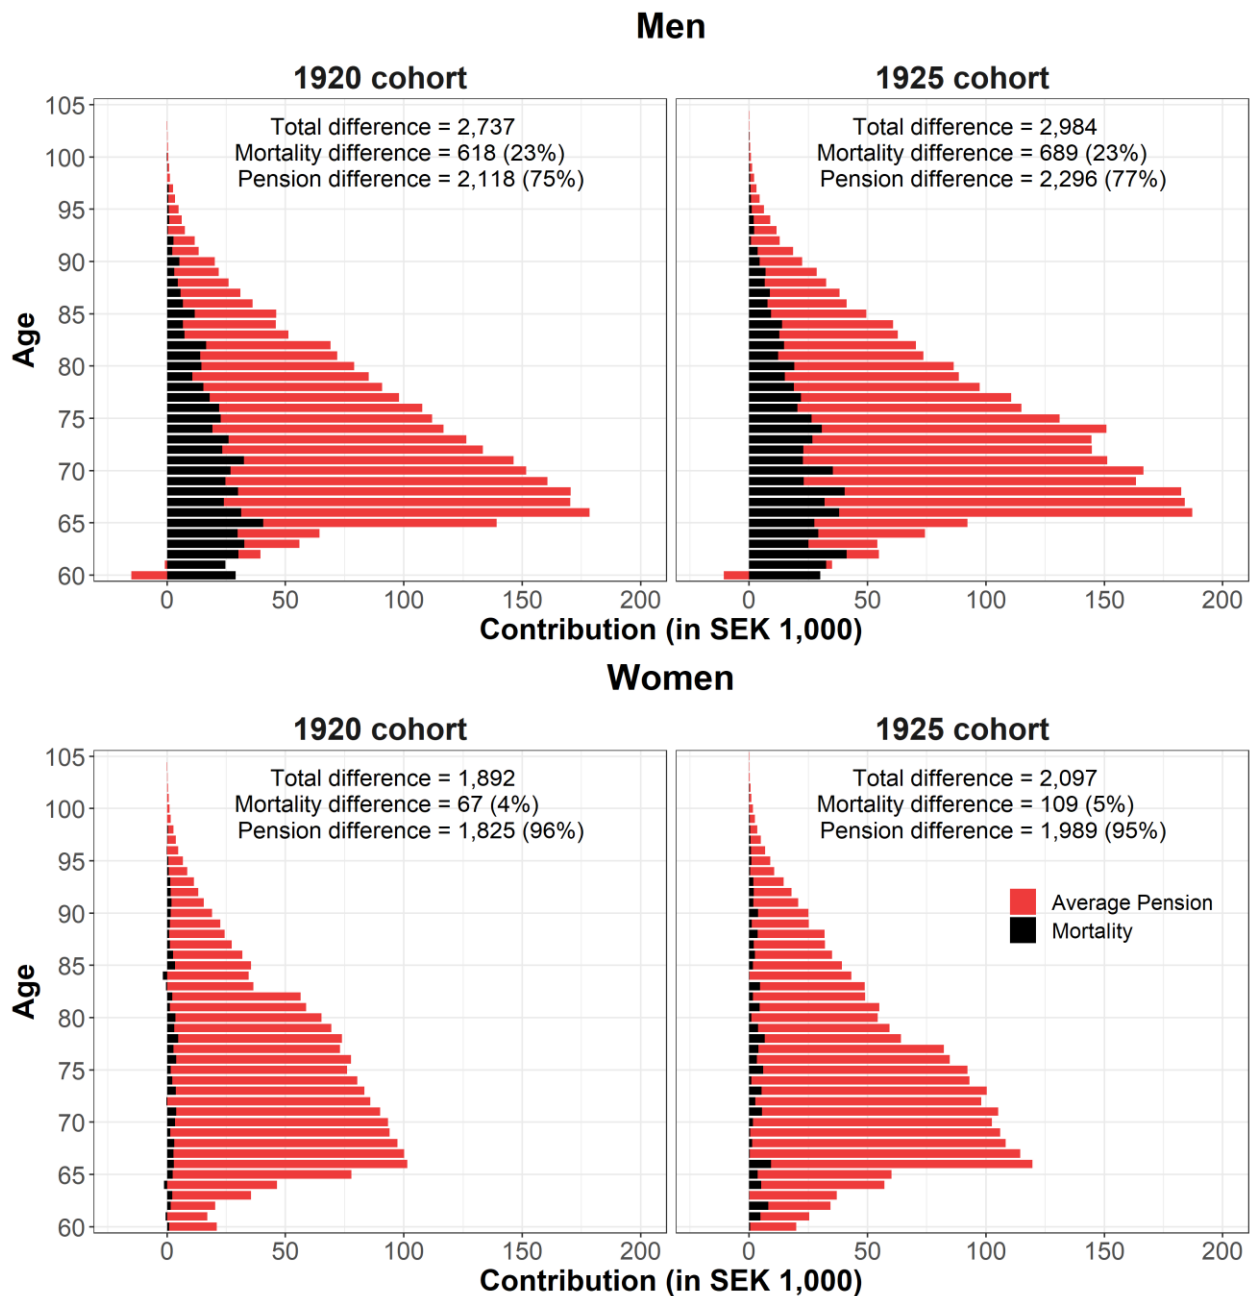 Men
1920 cohort
1925 cohort
Total difference = 2,737
Mortality difference = 618 (23%)
Pension difference = 2,118 (75%)
Total difference = 2,984
Mortality difference = 689 (23%)
Pension difference = 2,296 (77%)
Age
105
100
95
90
85
80
75
70
65
60
0 50 100 150 200
0 50 100 150 200
Contribution (in SEK 1,000)
Women
1920 cohort
1925 cohort
Total difference = 1,892
Mortality difference = 67 (4%)
Pension difference = 1,825 (96%)
Total difference = 2,097
Mortality difference = 109 (5%)
Pension difference = 1,989 (95%)
Average Pension
Mortality
Age
105
100
95
90
85
80
75
70
65
60
0 50 100 150 200
0 50 100 150 200
Contribution (in SEK 1,000)